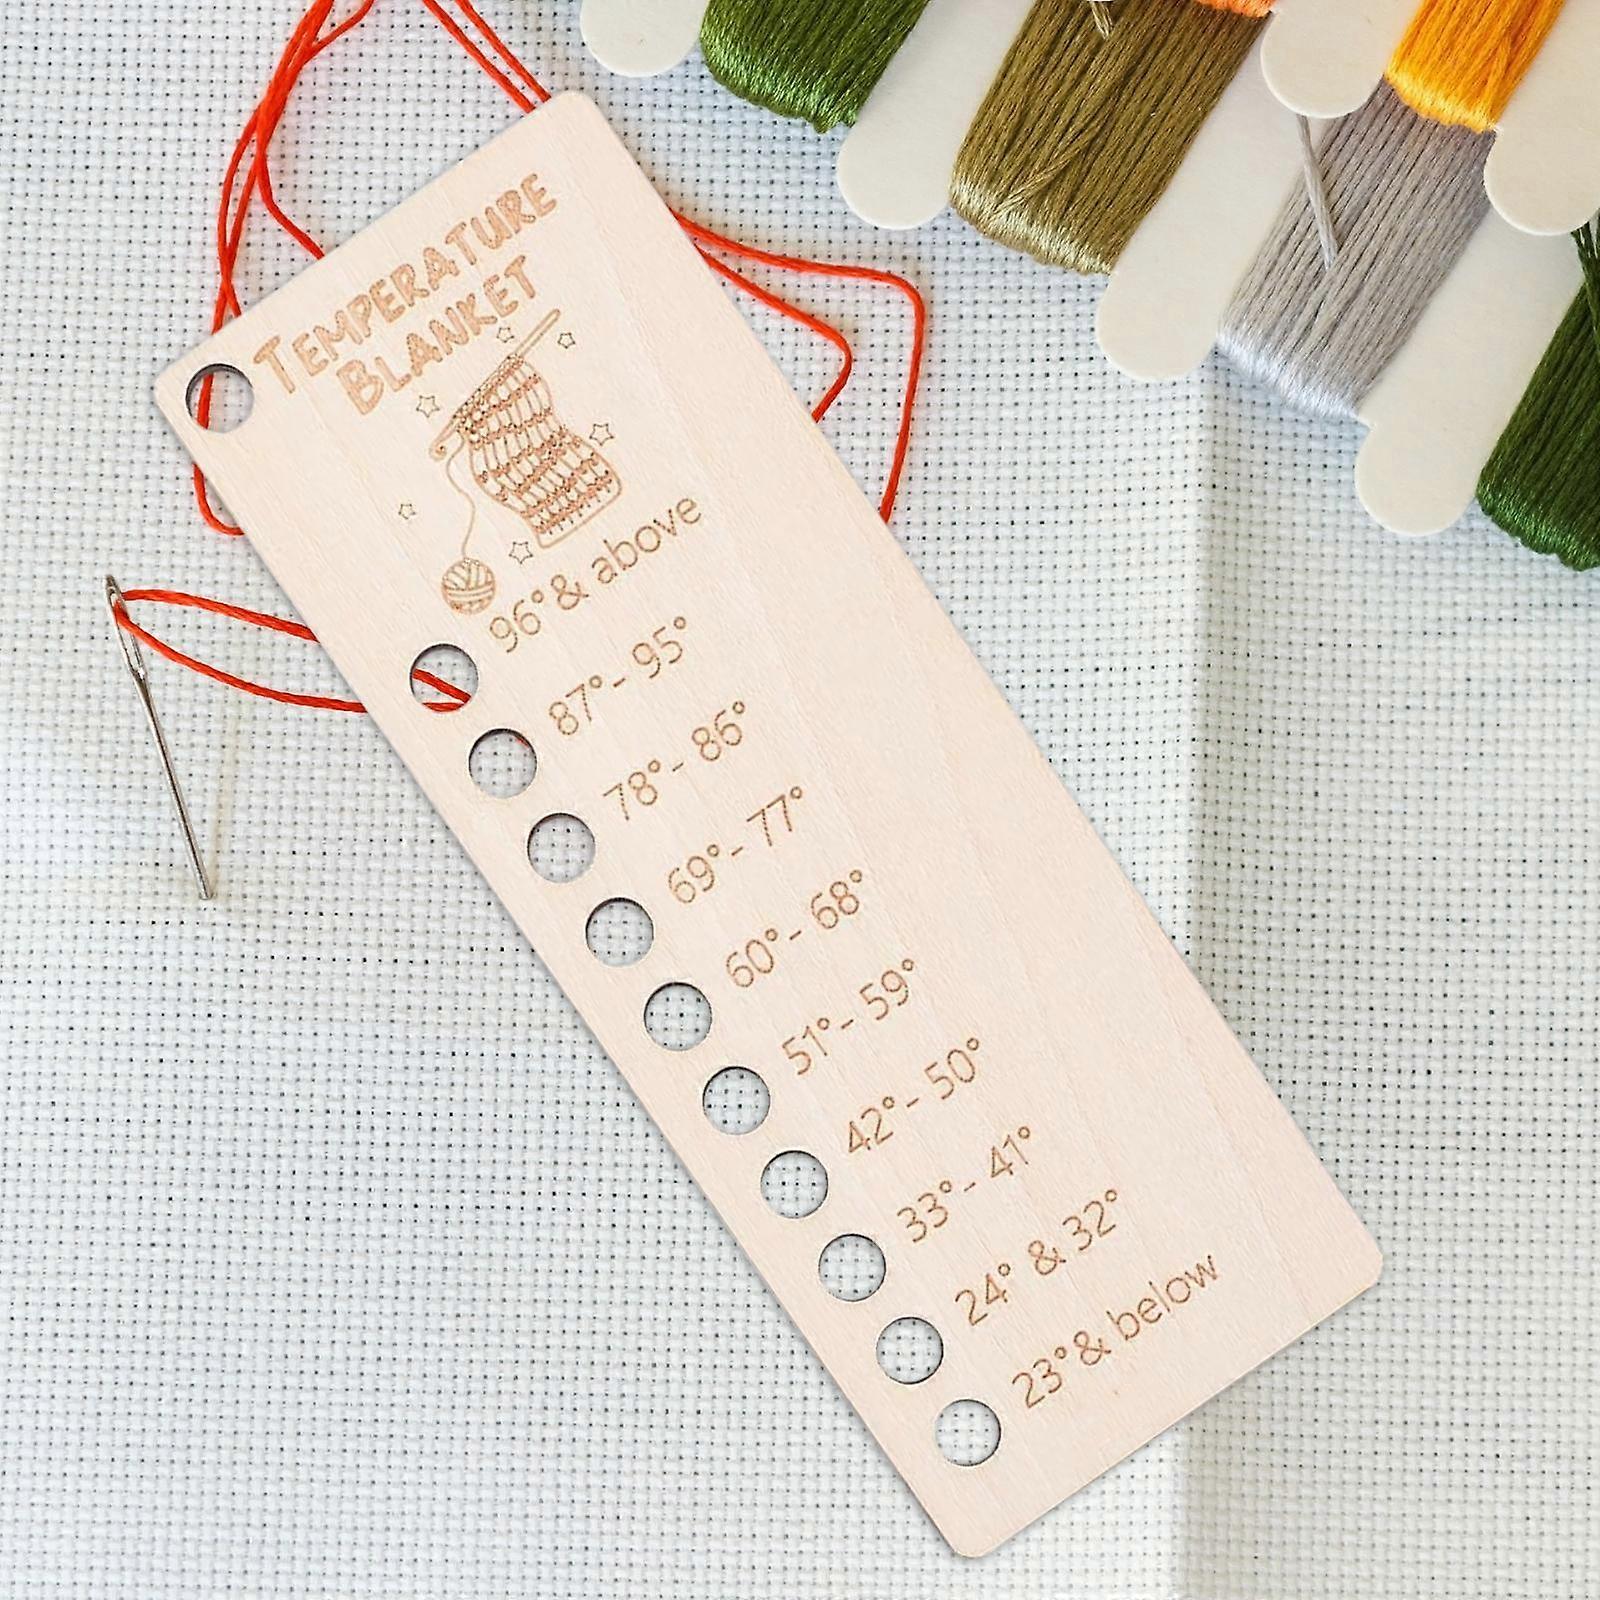 TEMPERATURE
BLANKET
96°& above
87°- 95°
78°- 86°
69°- 77°
60°- 68°
51°- 59°
42°- 50°
33°- 41°
24° & 32°
23°& below